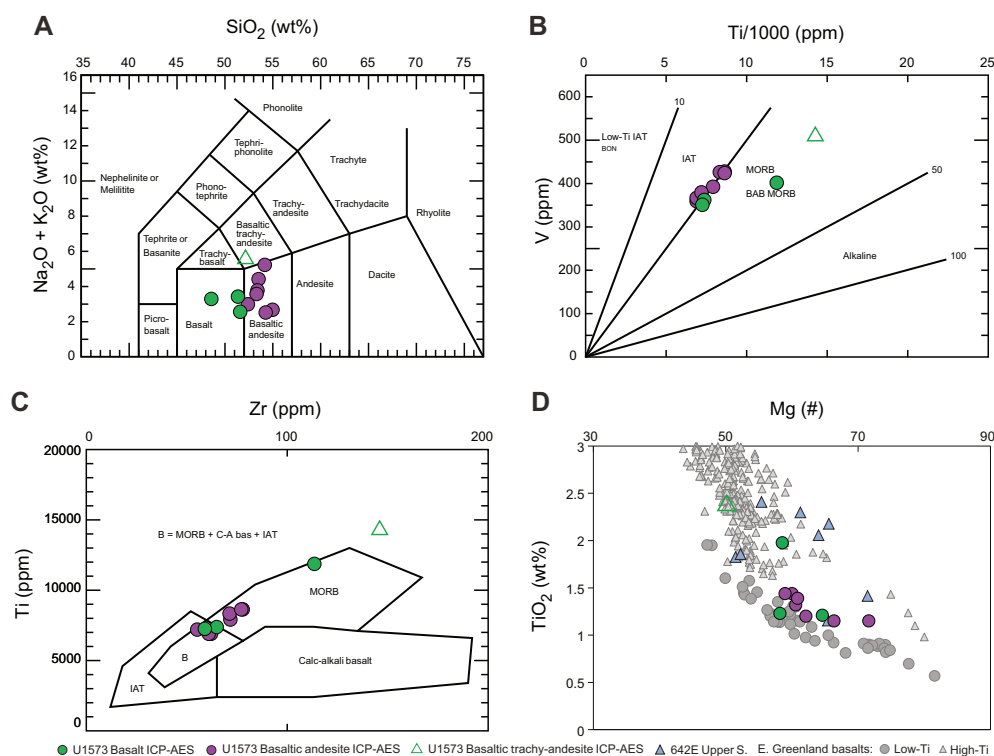 A
SiO2 (wt%)
35 45 50 55 60 65 70 75
16
14
12
10
8
6
4
2
0
Na2O + K2O (wt%)
Phonolite
Tephri-
phonolite
Trachyte
Nephelinite or
Melilitite
Phono-
tephrite
Trachy-
andesite
Trachydacite
Rhyolite
Tephrite or
Basanite
Basaltic
trachy-
andesite
Trachy-
basalt
Picro-
basalt
Basalt
Basaltic
andesite
Andesite
Dacite
B
Ti/1000 (ppm)
0 5 10 15 20 25
600
500
400
300
200
100
0
V (ppm)
10
Low-Ti IAT
BON
IAT
MORB
BAB MORB
50
Alkaline
100
C
Zr (ppm)
0 100 200
20000
15000
10000
5000
0
Ti (ppm)
B = MORB + C-A bas + IAT
MORB
B
IAT
Calc-alkali basalt
D
Mg (#)
30 50 70 90
3
2.5
2
1.5
1
0.5
0
TiO2 (wt%)
U1573 Basalt ICP-AES U1573 Basaltic andesite ICP-AES U1573 Basaltic trachy-andesite ICP-AES 642E Upper S. E. Greenland basalts: Low-Ti High-Ti